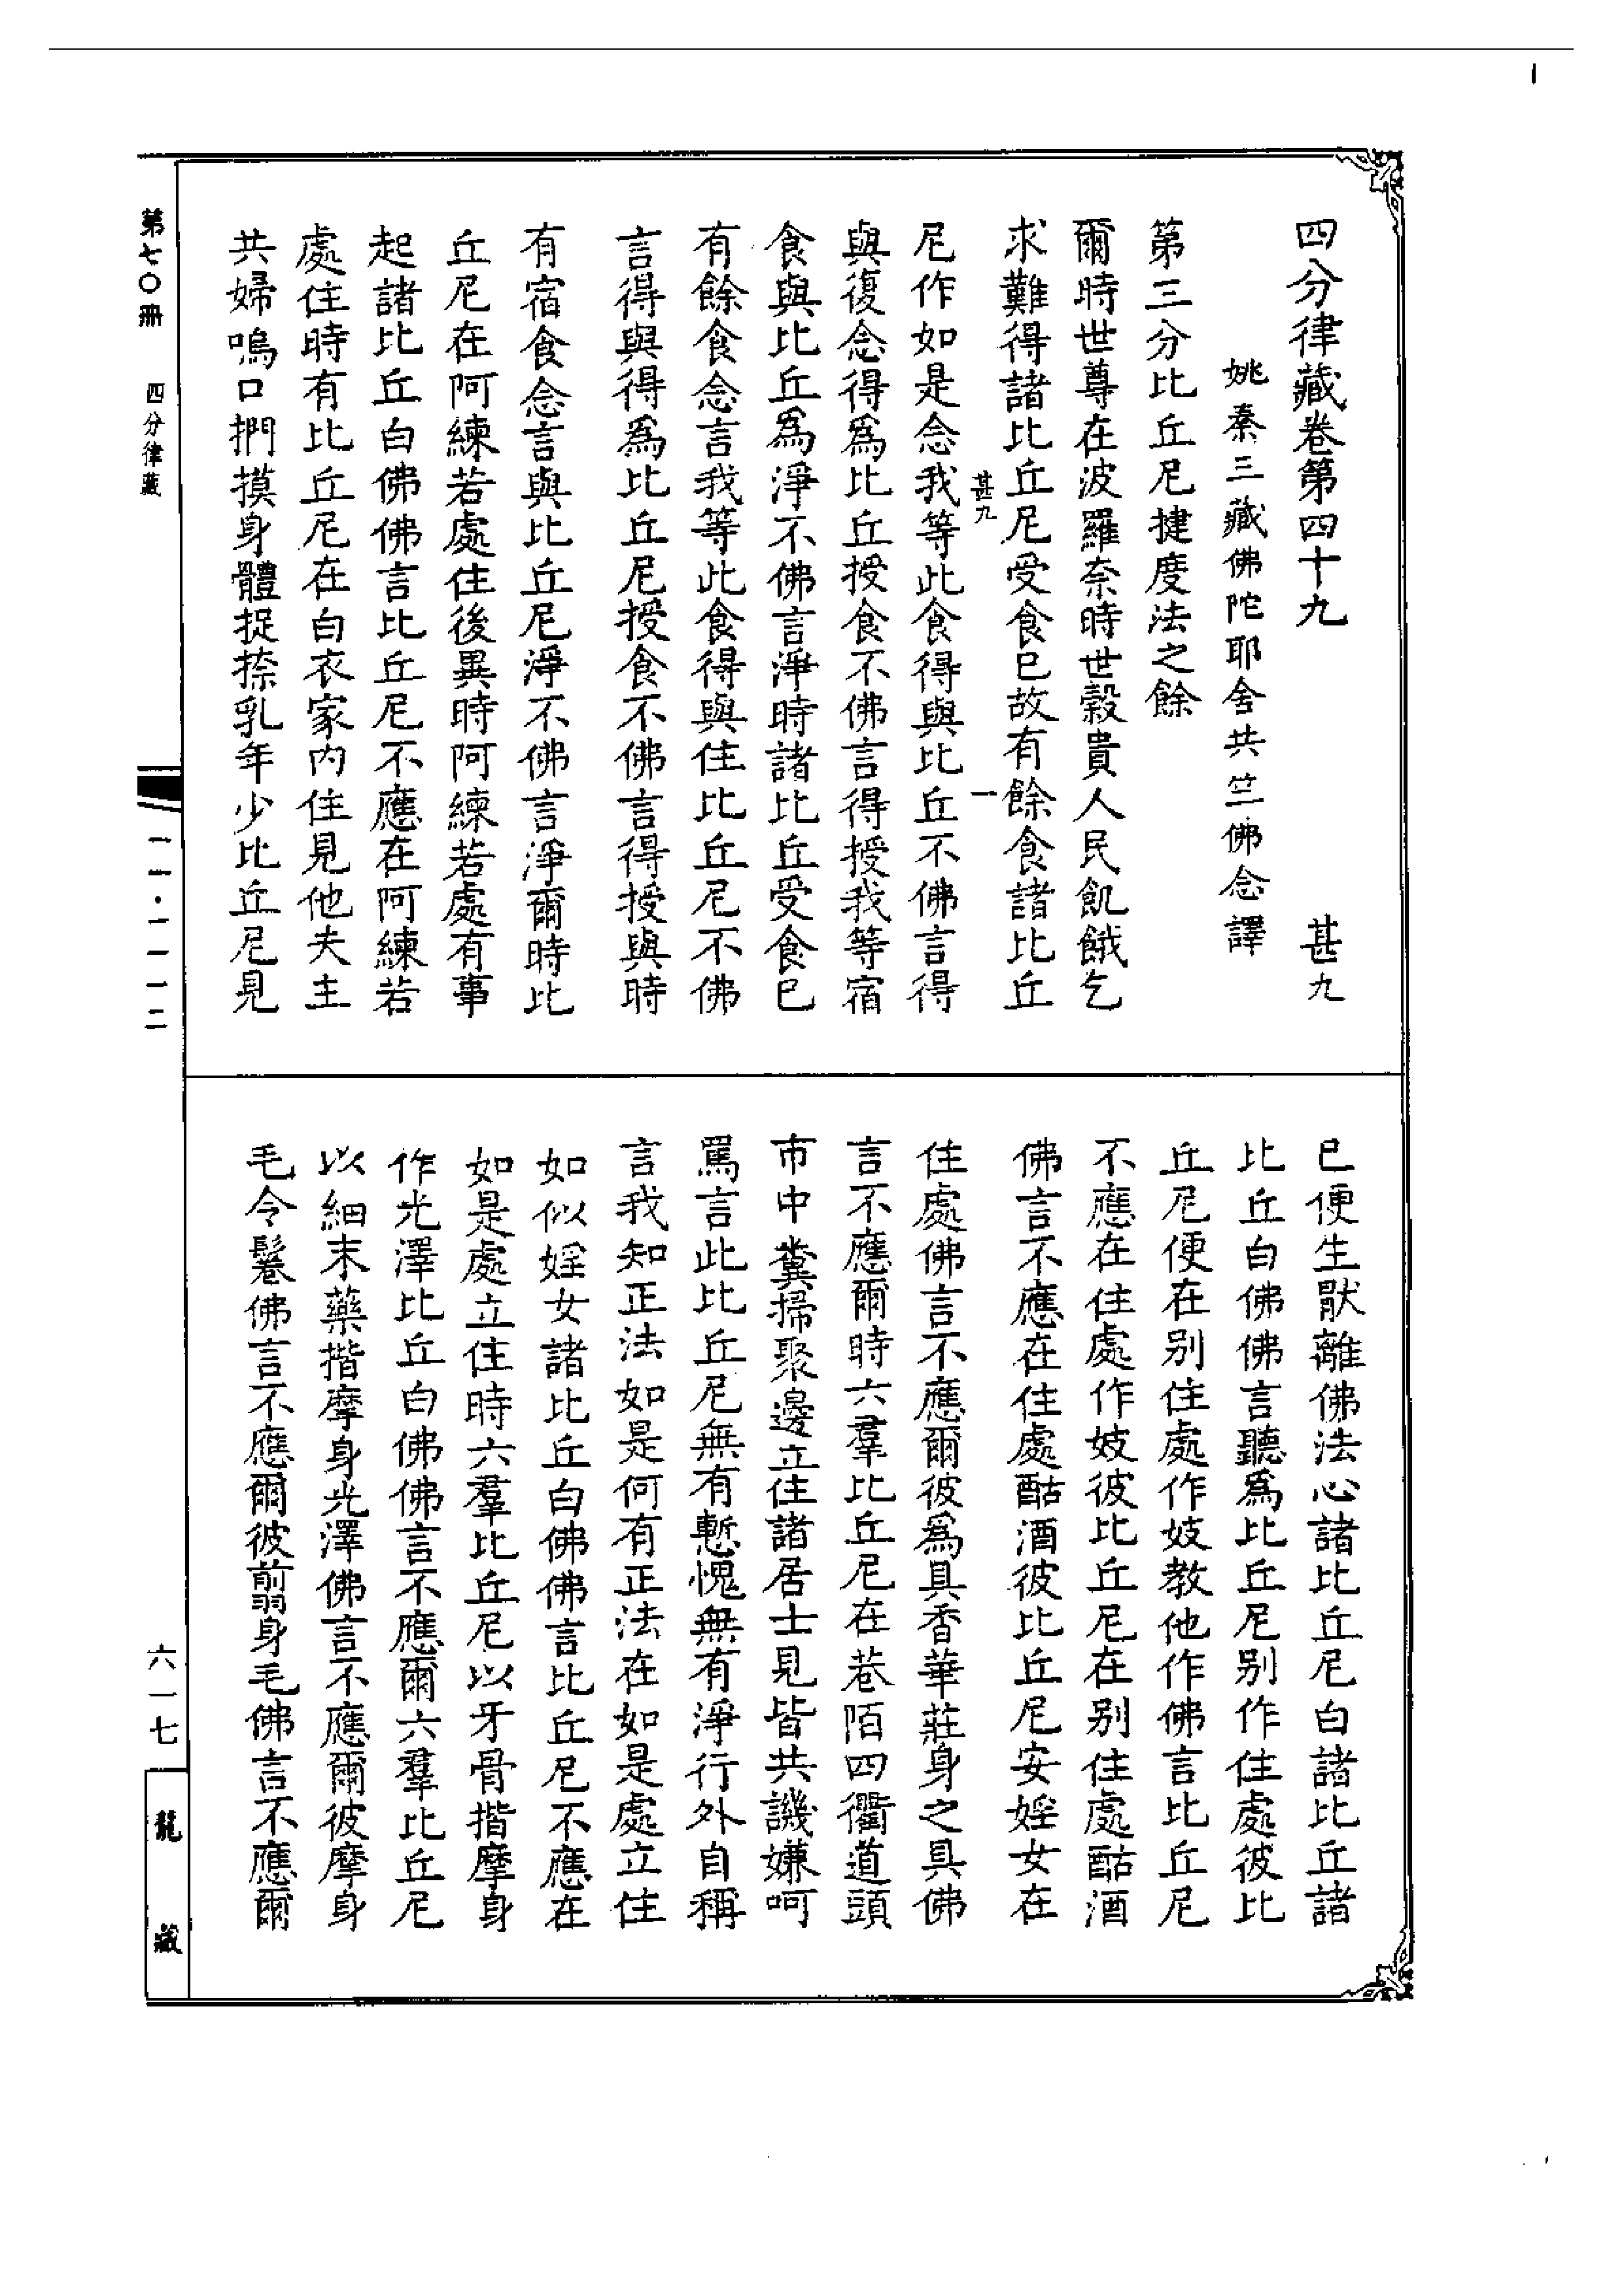 1
四分律藏卷第四十九 甚九
姚秦三藏佛陀耶舍共竺佛念譯
第三分比丘尼揵度法之餘
爾時世尊在波羅奈時世穀貴人民飢餓乞
求難得諸比丘尼受食已故有餘食諸比丘
甚九 一
尼作如是念我等此食得與比丘不佛言得
與復念得為比丘授食不佛言得授我等宿
食與比丘為淨不佛言淨時諸比丘受食已
有餘食念言我等此食得與住比丘尼不佛
言得與得為比丘尼授食不佛言得授與時
有宿食念言與比丘尼淨不佛言淨爾時比
丘尼在阿練若處住後異時阿練若處有事
起諸比丘白佛佛言比丘尼不應在阿練若
處住時有比丘尼在白衣家內住見他夫主
共婦嗚口捫摸身體捉捺乳年少比丘尼見
已便生厭離佛法心諸比丘尼白諸比丘諸
比丘白佛佛言聽為比丘尼別作住處彼比
丘尼便在別住處作妓教他作佛言比丘尼
不應在住處作妓彼比丘尼在別住處酤酒
佛言不應在住處酤酒彼比丘尼安婬女在
住處佛言不應爾彼為具香華莊身之具佛
言不應爾時六羣比丘尼在巷陌四衢道頭
市中糞掃聚邊立住諸居士見皆共譏嫌呵
罵言此比丘尼無有慙愧無有淨行外自稱
言我知正法如是何有正法在如是處立住
如似婬女諸比丘白佛佛言比丘尼不應在
如是處立住時六羣比丘尼以牙骨揩摩身
作光澤比丘白佛佛言不應爾六羣比丘尼
以細末藥揩摩身光澤佛言不應爾彼摩身
毛令鬈佛言不應爾彼翦身毛佛言不應爾
第七〇冊 四分律藏 一一·一一一二 六一七 龍藏